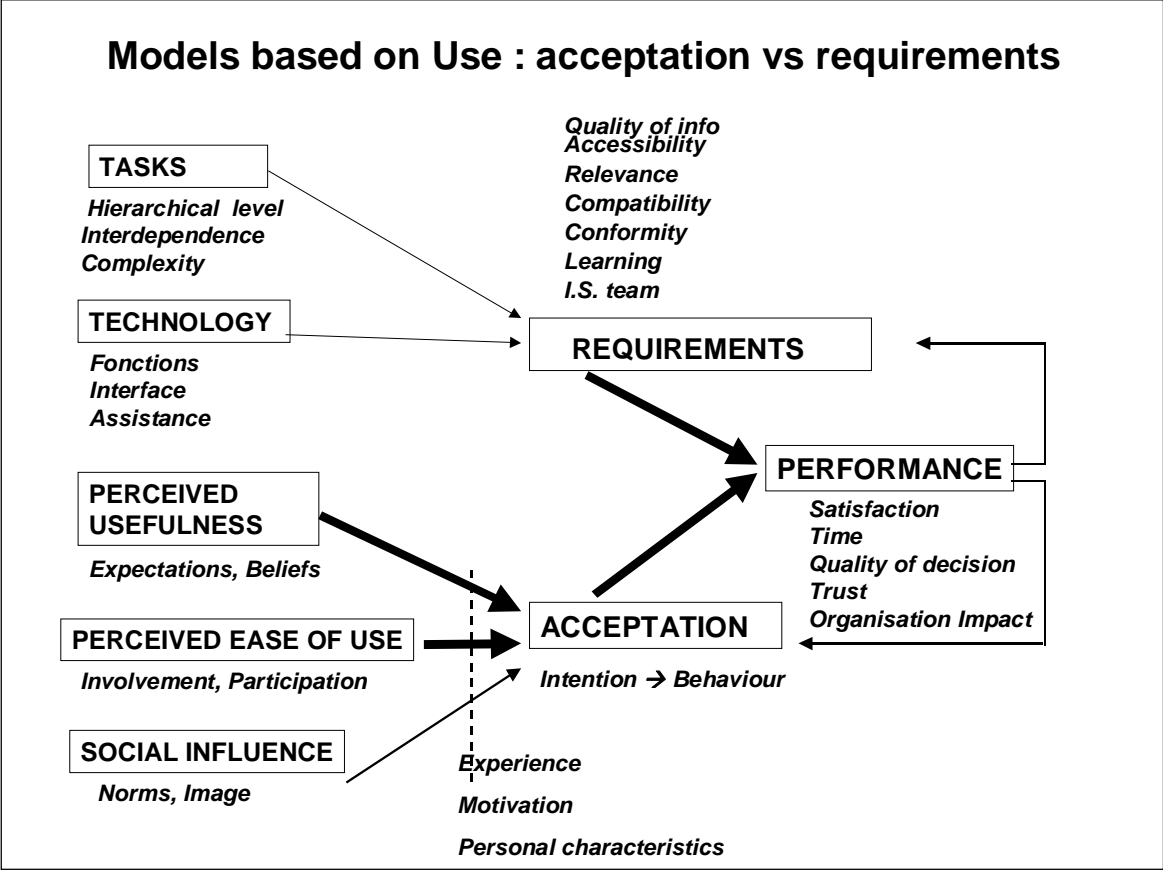 Models based on Use : acceptation vs requirements
Quality of info
Accessibility
Relevance
Compatibility
Conformity
Learning
I.S. team
TASKS
Hierarchical level
Interdependence
Complexity
TECHNOLOGY
Fonctions
Interface
Assistance
REQUIREMENTS
PERFORMANCE
Satisfaction
Time
Quality of decision
Trust
Organisation Impact
PERCEIVED
USEFULNESS
Expectations, Beliefs
PERCEIVED EASE OF USE
Involvement, Participation
SOCIAL INFLUENCE
Norms, Image
ACCEPTATION
Intention → Behaviour
Experience
Motivation
Personal characteristics